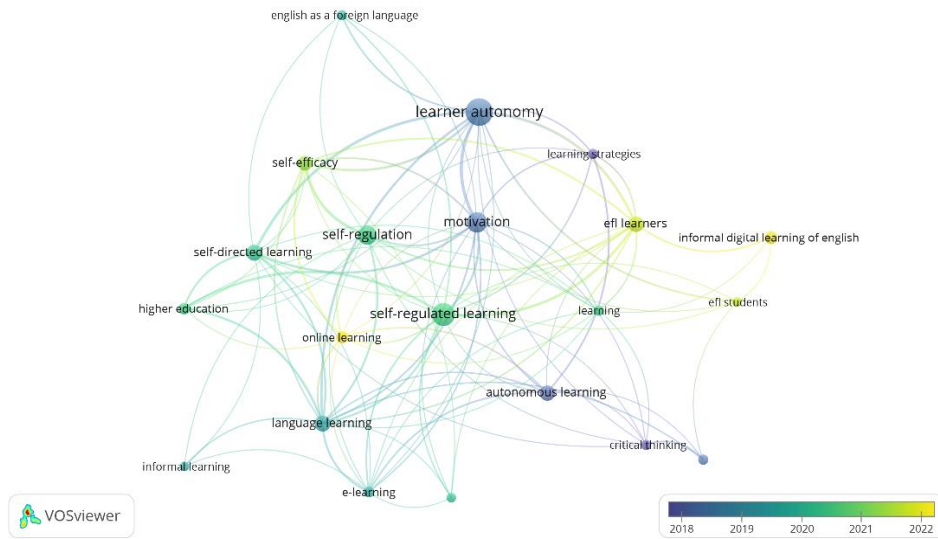 english as a foreign language
learner autonomy
learning strategies
self-efficacy
motivation
efl learners
self-regulation
informal digital learning of english
self-directed learning
efl students
higher education
self-regulated learning
learning
online learning
autonomous learning
language learning
critical thinking
informal learning
e-learning
VOSviewer
2018 2019 2020 2021 2022